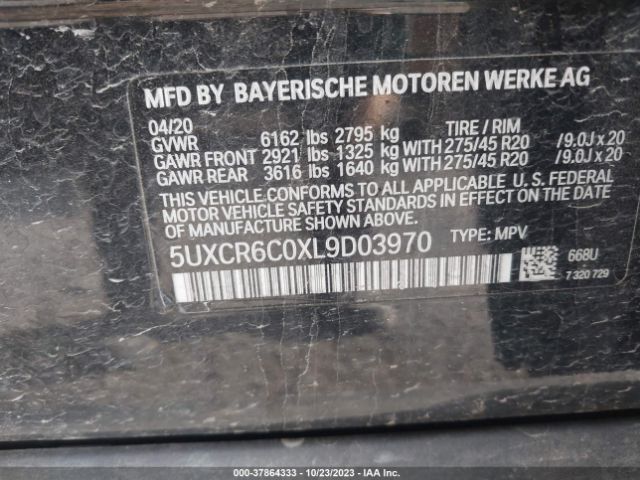 MFD BY BAYERISCHE MOTOREN WERKE AG
04/20
GVWR 6162 lbs 2795 kg TIRE / RIM
GAWR FRONT 2921 lbs 1325 kg WITH 275/45 R20 /9.0J x 20
GAWR REAR 3616 lbs 1640 kg WITH 275/45 R20 /9.0J x 20
THIS VEHICLE CONFORMS TO ALL APPLICABLE U. S. FEDERAL
MOTOR VEHICLE SAFETY STANDARDS IN EFFECT ON THE DATE
OF MANUFACTURE SHOWN ABOVE.
5UXCR6C0XL9D03970 TYPE: MPV
668U
7 320 729
000-37864333 | 10/23/2023 | IAA Inc.